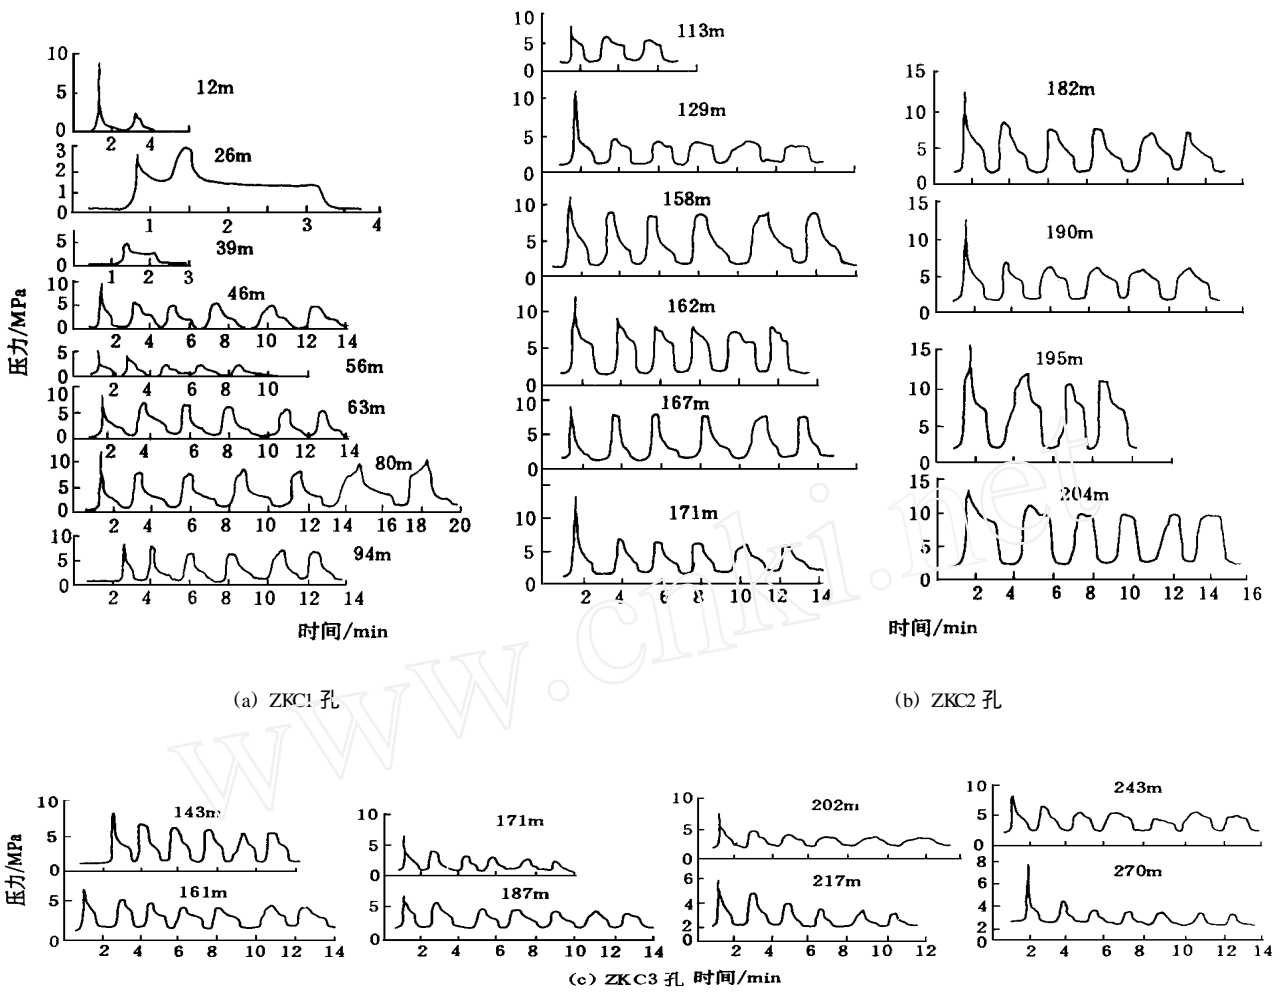 压力/MPa
10
5
0
12m
2 4
3
2
1
0
26m
1 2 3 4
5
0
39m
1 2 3
10
5
0
46m
2 4 6 8 10 12 14
5
0
56m
2 4 6 8 10
10
5
0
63m
2 4 6 8 10 12 14
10
5
0
80m
2 4 6 8 10 12 14 16 18 20
5
0
94m
2 4 6 8 10 12 14
时间/min
(a) ZKC1 孔
10
5
0
113m
10
5
0
129m
10
5
0
158m
10
5
0
162m
10
5
0
167m
10
5
0
171m
2 4 6 8 10 12 14
15
10
5
0
182m
10
5
0
190m
15
10
5
0
195m
15
10
5
0
204m
2 4 6 8 10 12 14 16
时间/min
(b) ZKC2 孔
压力/MPa
10
5
0
143m
5
0
161m
2 4 6 8 10 12 14
10
5
0
171m
5
0
187m
2 4 6 8 10 12 14
10
5
0
202m
6
4
2
0
217m
2 4 6 8 10 12
10
5
0
243m
8
6
4
2
0
270m
2 4 6 8 10 12 14
(c) ZKC3 孔 时间/min
www.cnki.net